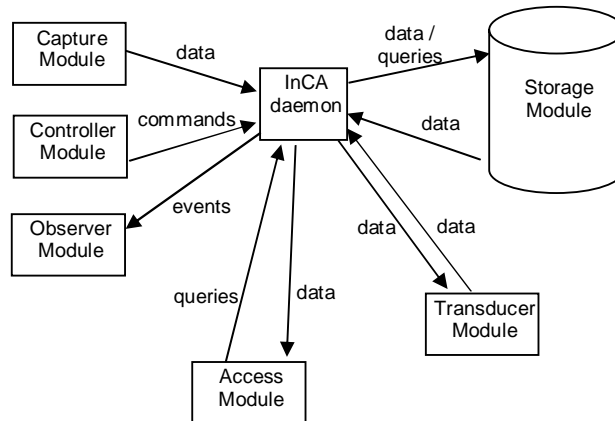 Capture
Module
data
data /
queries
InCA
daemon
Storage
Module
Controller
Module
commands
data
Observer
Module
events
data
data
queries
data
Transducer
Module
Access
Module